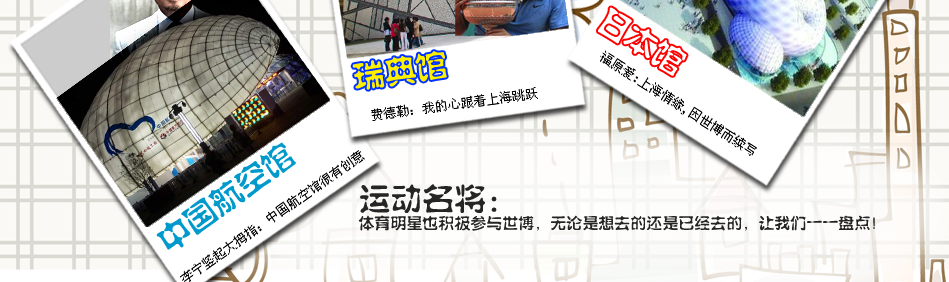 中国航空馆
李宁竖起大拇指：中国航空馆很有创意
瑞典馆
费德勒：我的心跟着上海跳跃
日本馆
福原爱：上海情缘，因世博而续写
运动名将：
体育明星也积极参与世博，无论是想去的还是已经去的，让我们----盘点！